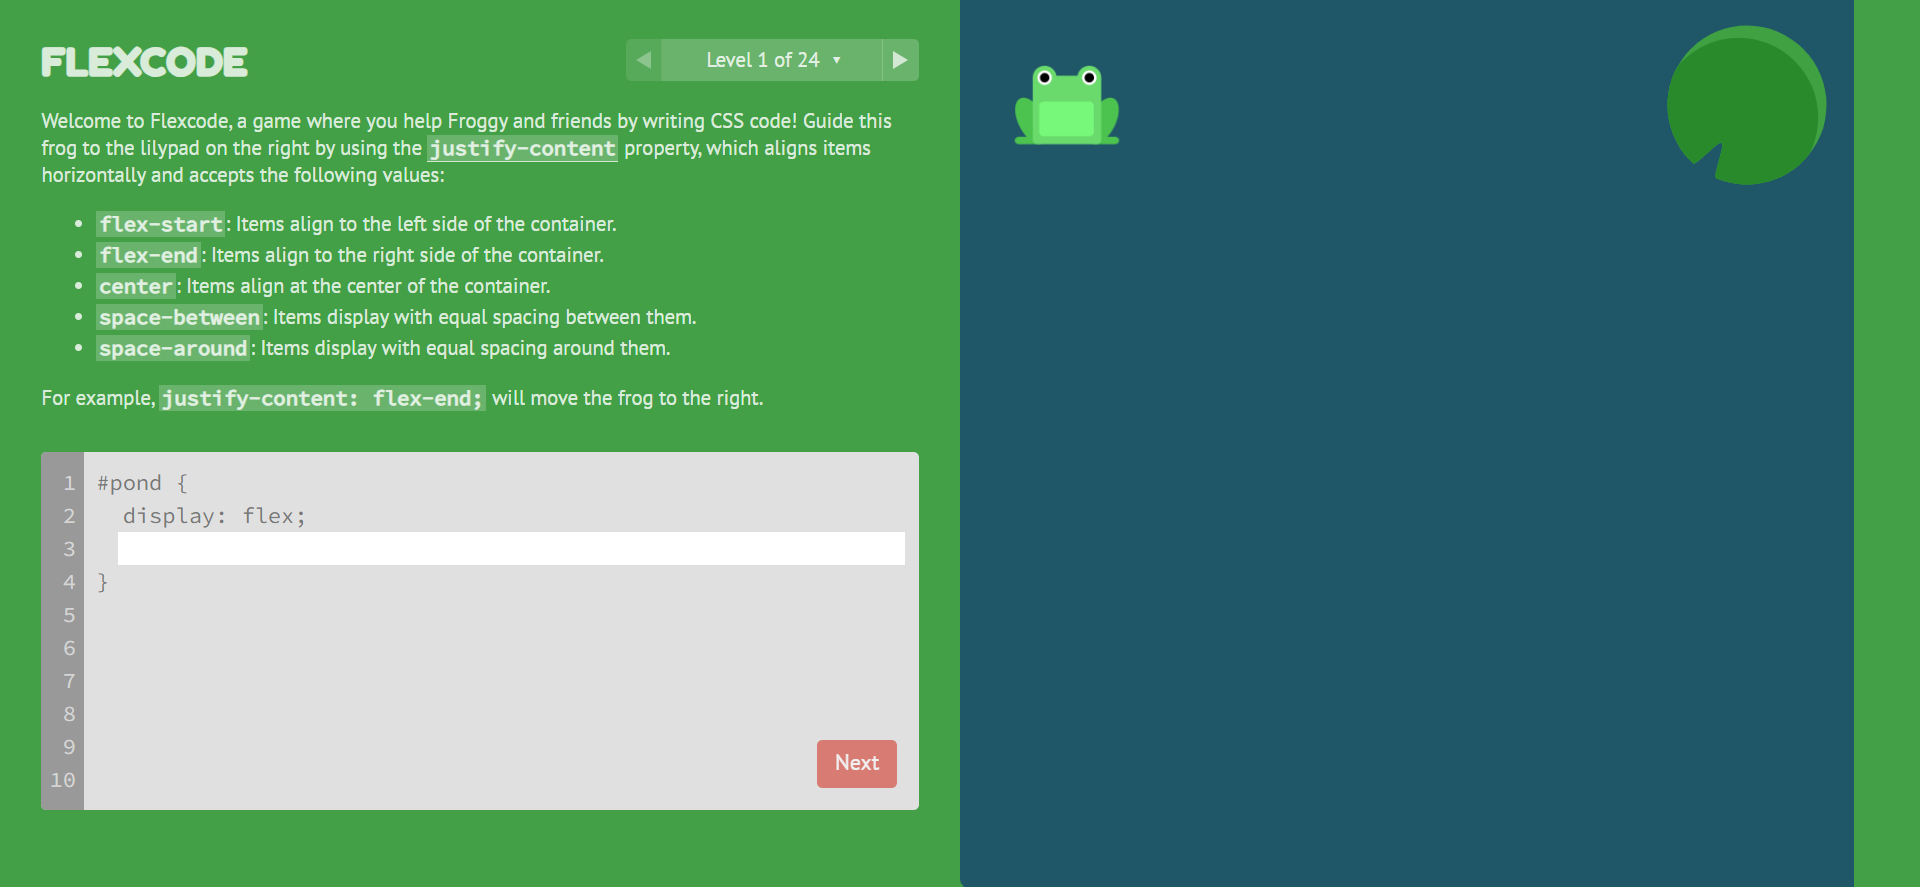 FLEXCODE
◀ Level 1 of 24 ▼ ▶
Welcome to Flexcode, a game where you help Froggy and friends by writing CSS code! Guide this
frog to the lilypad on the right by using the justify-content property, which aligns items
horizontally and accepts the following values:
• flex-start: Items align to the left side of the container.
• flex-end: Items align to the right side of the container.
• center: Items align at the center of the container.
• space-between: Items display with equal spacing between them.
• space-around: Items display with equal spacing around them.
For example, justify-content: flex-end; will move the frog to the right.
1 #pond {
2 display: flex;
3
4 }
5
6
7
8
9
10
Next